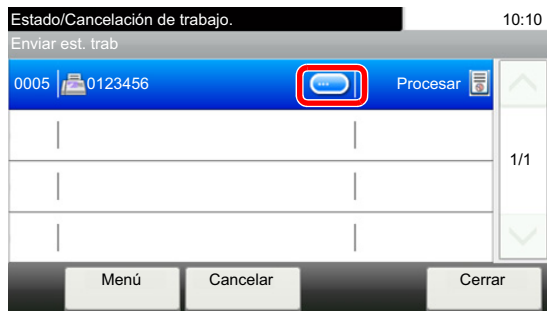 Estado/Cancelación de trabajo. 10:10
Enviar est. trab
0005 0123456 ... Procesar
1/1
Menú Cancelar Cerrar